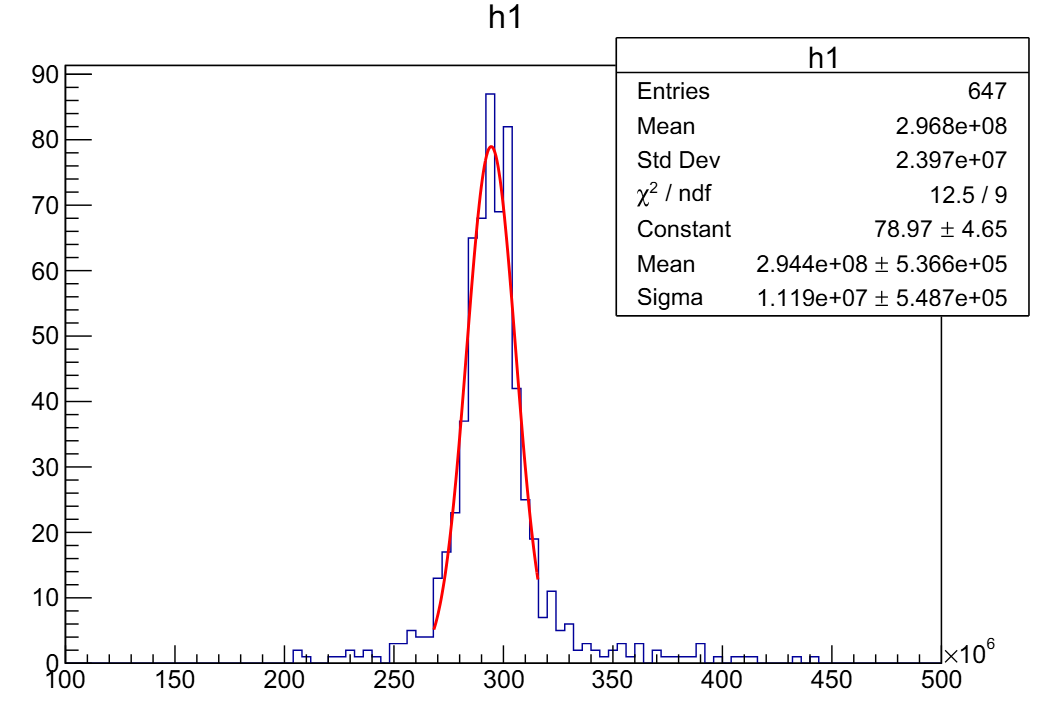 h1
h1
Entries 647
Mean 2.968e+08
Std Dev 2.397e+07
χ² / ndf 12.5 / 9
Constant 78.97 ± 4.65
Mean 2.944e+08 ± 5.366e+05
Sigma 1.119e+07 ± 5.487e+05
90
80
70
60
50
40
30
20
10
0
100 150 200 250 300 350 400 450 500
×10⁶